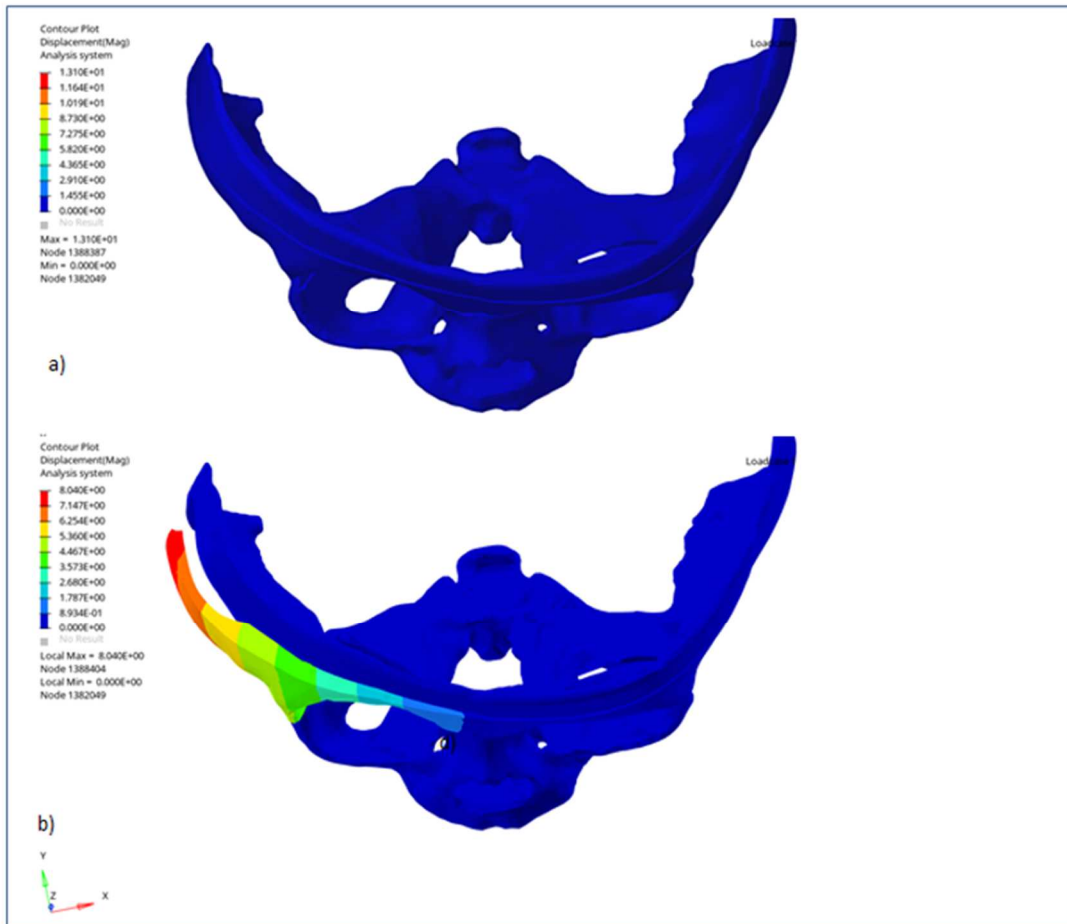 Contour Plot
Displacement(Mag)
Analysis system
1.310E+01
1.164E+01
1.019E+01
8.730E+00
7.275E+00
5.820E+00
4.365E+00
2.910E+00
1.455E+00
0.000E+00
No Result
Max = 1.310E+01
Node 1388387
Min = 0.000E+00
Node 1382049
a)
Contour Plot
Displacement(Mag)
Analysis system
8.040E+00
7.147E+00
6.254E+00
5.360E+00
4.467E+00
3.573E+00
2.680E+00
1.787E+00
8.934E-01
0.000E+00
No Result
Local Max = 8.040E+00
Node 1388404
Local Min = 0.000E+00
Node 1382049
b)
Y
Z
X